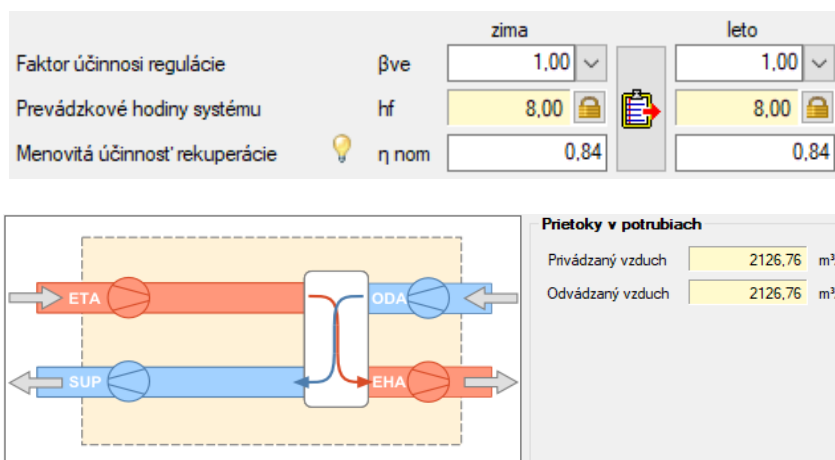 zima leto
Faktor účinnosi regulácie βve 1,00 1,00
Prevádzkové hodiny systému hf 8,00 8,00
Menovitá účinnosť rekuperácie η nom 0,84 0,84
Prietoky v potrubiach
Privádzaný vzduch 2126,76 m³
Odvádzaný vzduch 2126,76 m³
ETA ODA
SUP EHA